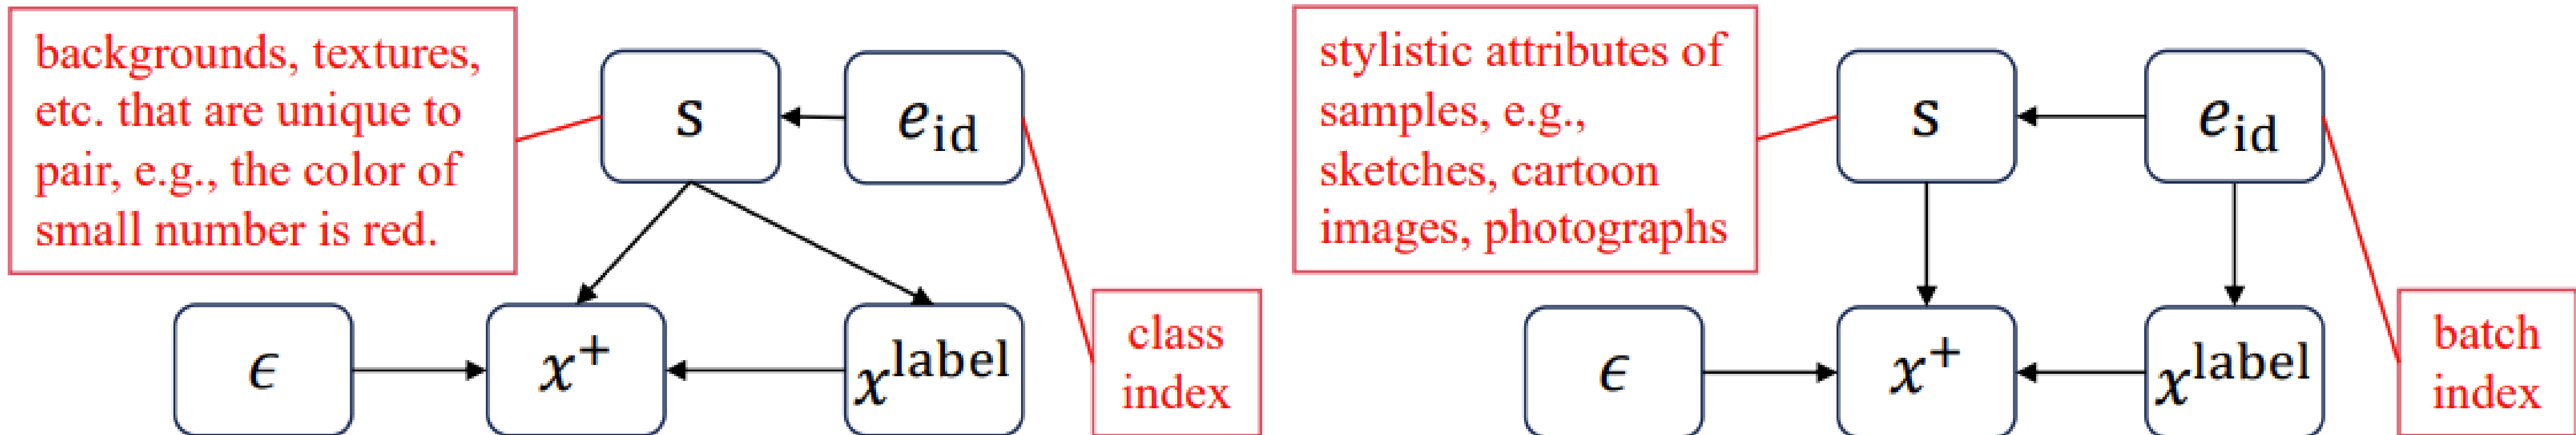 backgrounds, textures,
etc. that are unique to
pair, e.g., the color of
small number is red.
s
e_id
ϵ
x⁺
x^label
class
index
stylistic attributes of
samples, e.g.,
sketches, cartoon
images, photographs
s
e_id
ϵ
x⁺
x^label
batch
index